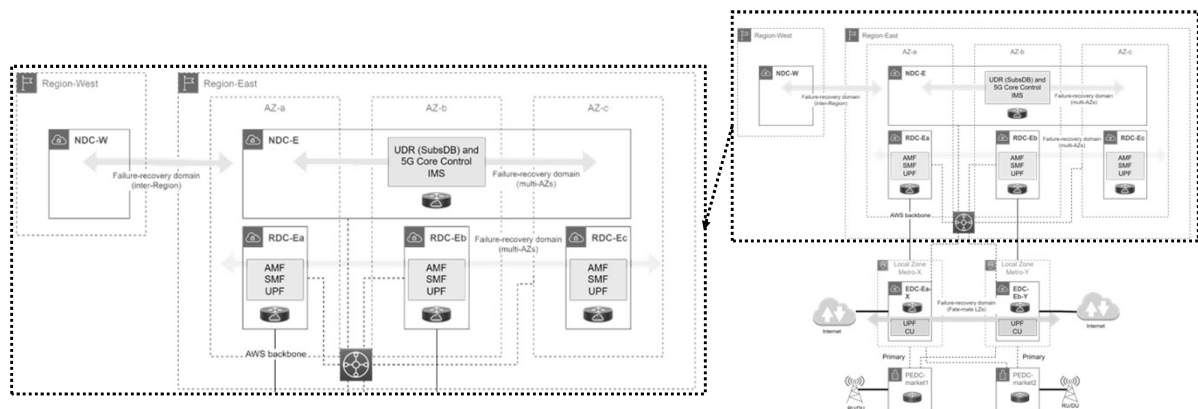 Region-West
Region-East
AZ-a
AZ-b
AZ-c
NDC-W
NDC-E
UDR (SubsDB) and
5G Core Control
IMS
Failure-recovery domain
(inter-Region)
Failure-recovery domain
(multi-AZs)
RDC-Ea
RDC-Eb
RDC-Ec
Failure-recovery domain
(multi-AZs)
AMF
SMF
UPF
AMF
SMF
UPF
AMF
SMF
UPF
AWS backbone
Region-West
Region-East
AZ-a
AZ-b
AZ-c
NDC-W
NDC-E
UDR (SubsDB) and
5G Core Control
IMS
Failure-recovery domain
(inter-Region)
Failure-recovery domain
(multi-AZs)
RDC-Ea
RDC-Eb
RDC-Ec
Failure-recovery domain
(multi-AZs)
AMF
SMF
UPF
AMF
SMF
UPF
AMF
SMF
UPF
AWS backbone
Local Zone
Metro-X
Local Zone
Metro-Y
EDC-Ea-
X
EDC-
Eb-Y
Failure-recovery domain
(Fate-mate LZs)
Internet
Internet
UPF
CU
UPF
CU
Primary
Primary
PEDC-
market1
PEDC-
market2
RU/DU
RU/DU